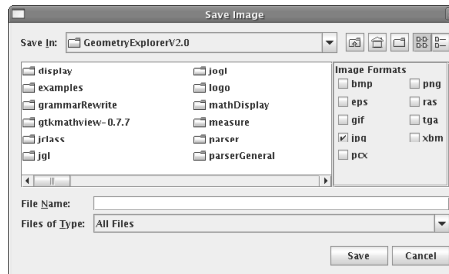 Save Image
Save In: GeometryExplorerV2.0
display
examples
grammarRewrite
gtkmathview-0.7.7
jclass
jgl
jogl
logo
mathDisplay
measure
parser
parserGeneral
Image Formats
bmp png
eps ras
gif tga
jpg xbm
pcx
File Name:
Files of Type: All Files
Save Cancel